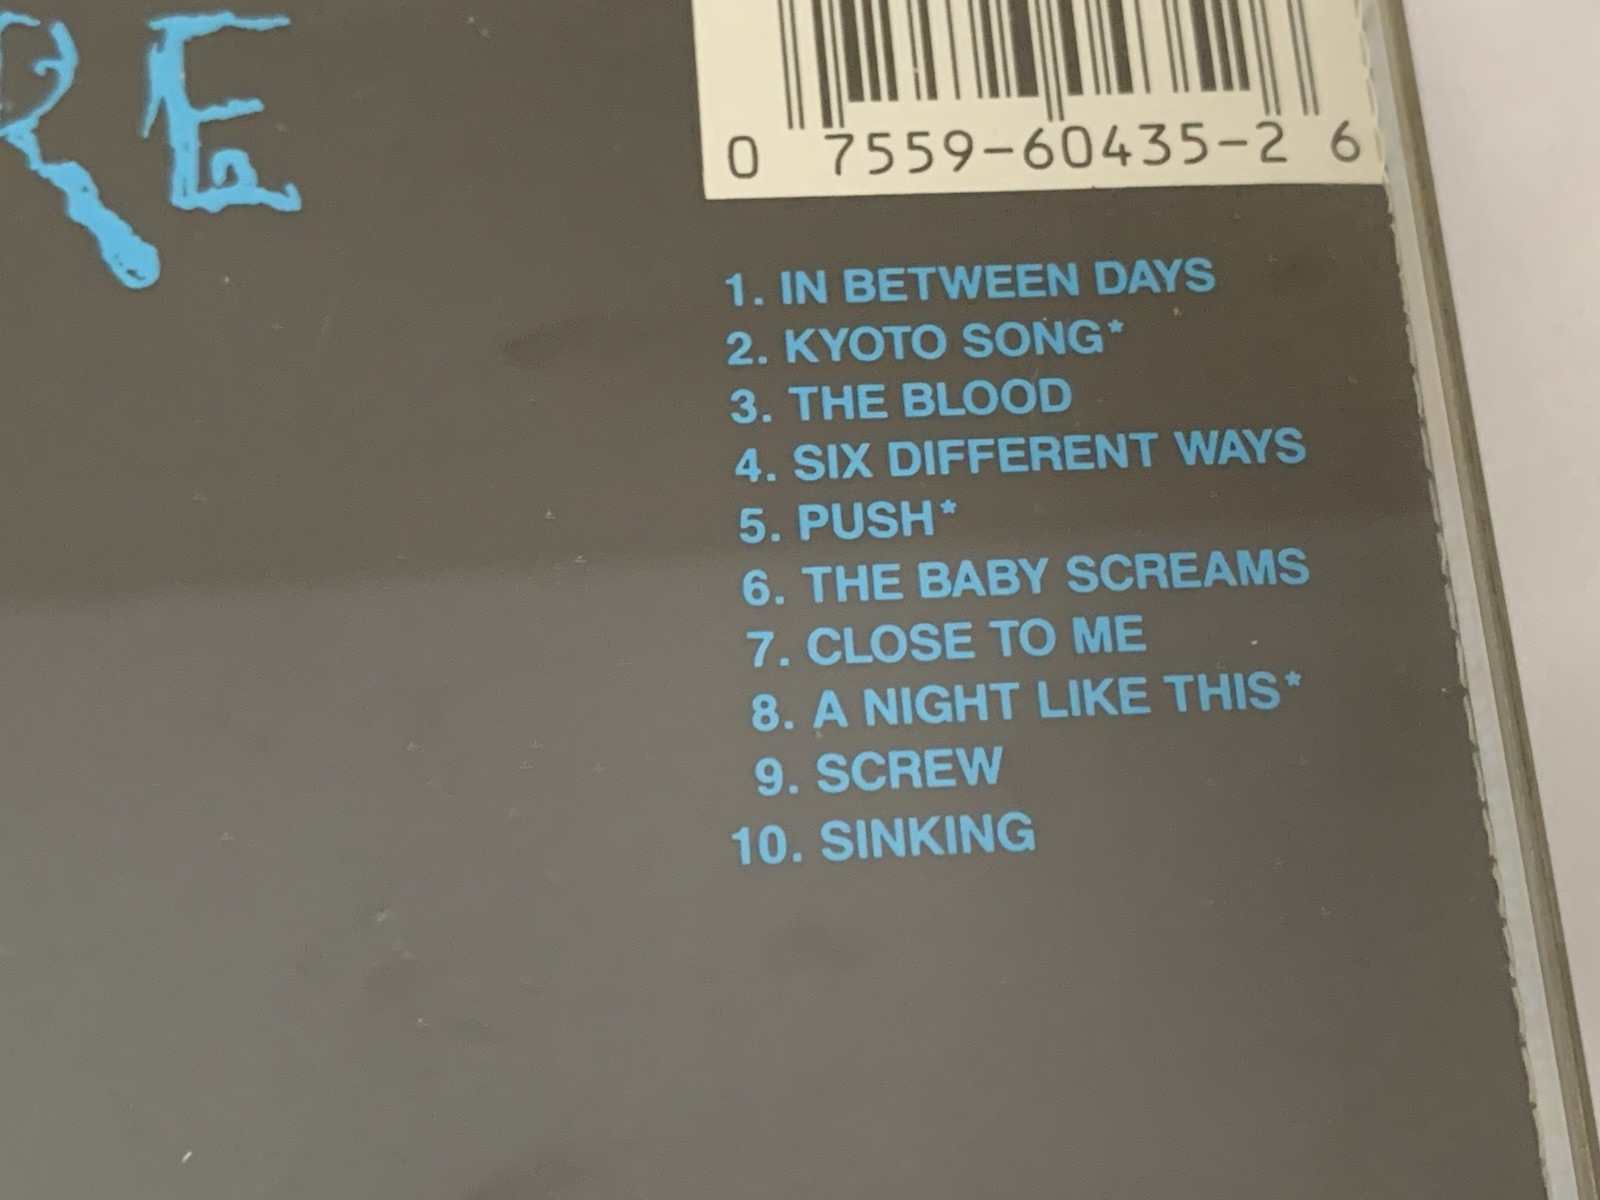 RE
0 7559-60435-2 6
1. IN BETWEEN DAYS
2. KYOTO SONG*
3. THE BLOOD
4. SIX DIFFERENT WAYS
5. PUSH*
6. THE BABY SCREAMS
7. CLOSE TO ME
8. A NIGHT LIKE THIS*
9. SCREW
10. SINKING